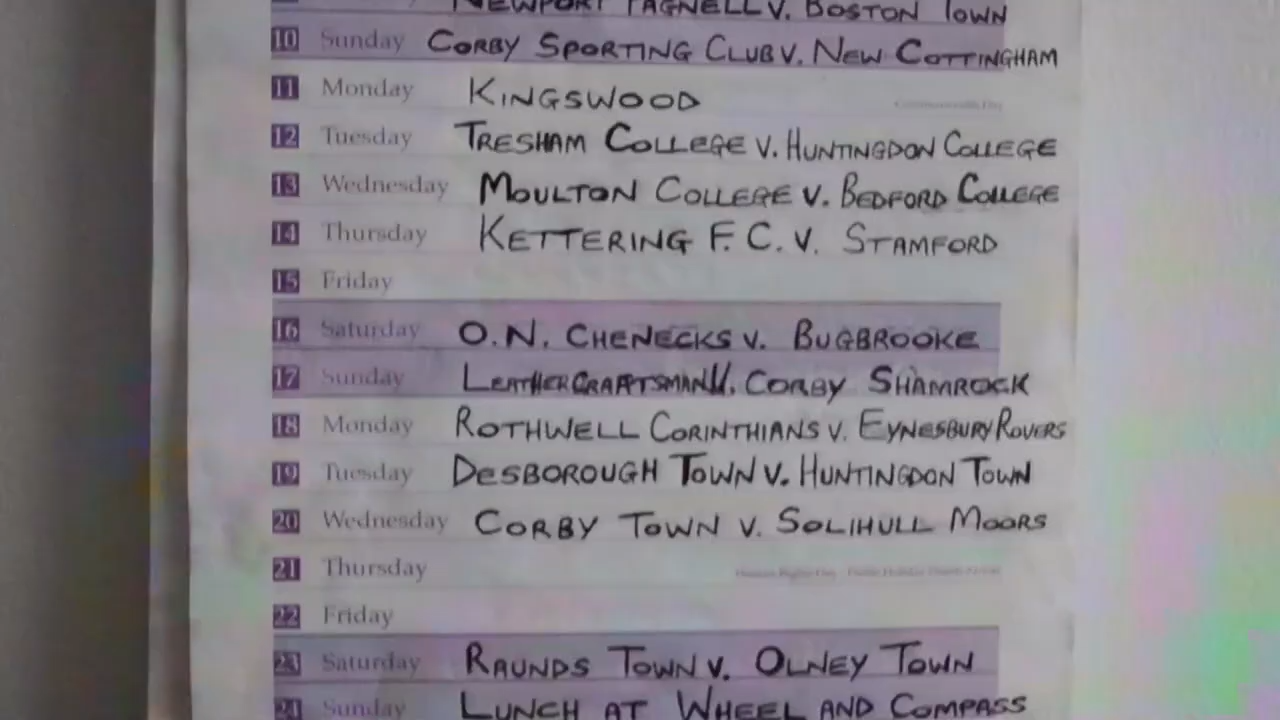 NEWPORT PAGNELL V. BOSTON TOWN
10 Sunday CORBY SPORTING CLUB V. NEW COTTINGHAM
11 Monday KINGSWOOD
12 Tuesday TRESHAM COLLEGE V. HUNTINGDON COLLEGE
13 Wednesday MOULTON COLLEGE V. BEDFORD COLLEGE
14 Thursday KETTERING F.C. V. STAMFORD
15 Friday
16 Saturday O.N. CHENECKS V. BUGBROOKE
17 Sunday LEATHERCRAFTSMAN V. CORBY SHAMROCK
18 Monday ROTHWELL CORINTHIANS V. EYNESBURY ROVERS
19 Tuesday DESBOROUGH TOWN V. HUNTINGDON TOWN
20 Wednesday CORBY TOWN V. SOLIHULL MOORS
21 Thursday
22 Friday
23 Saturday RAUNDS TOWN V. OLNEY TOWN
24 Sunday LUNCH AT WHEEL AND COMPASS